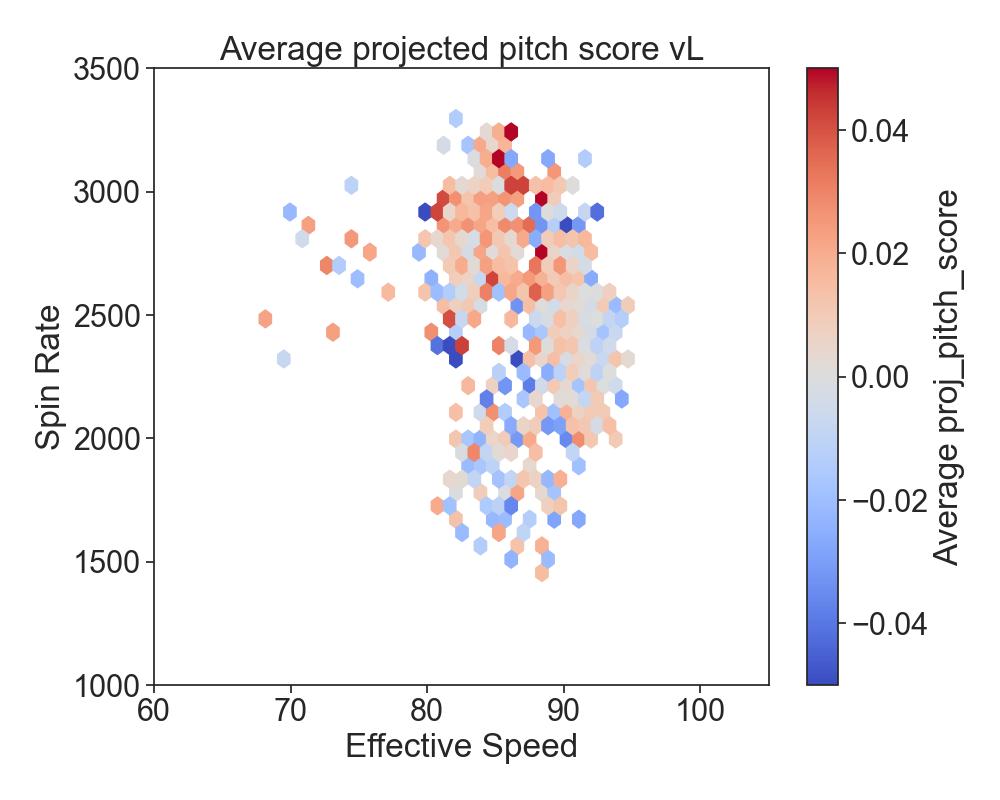 Average projected pitch score vL
3500
3000
2500
2000
1500
1000
Spin Rate
60 70 80 90 100
Effective Speed
0.04
0.02
0.00
−0.02
−0.04
Average proj_pitch_score